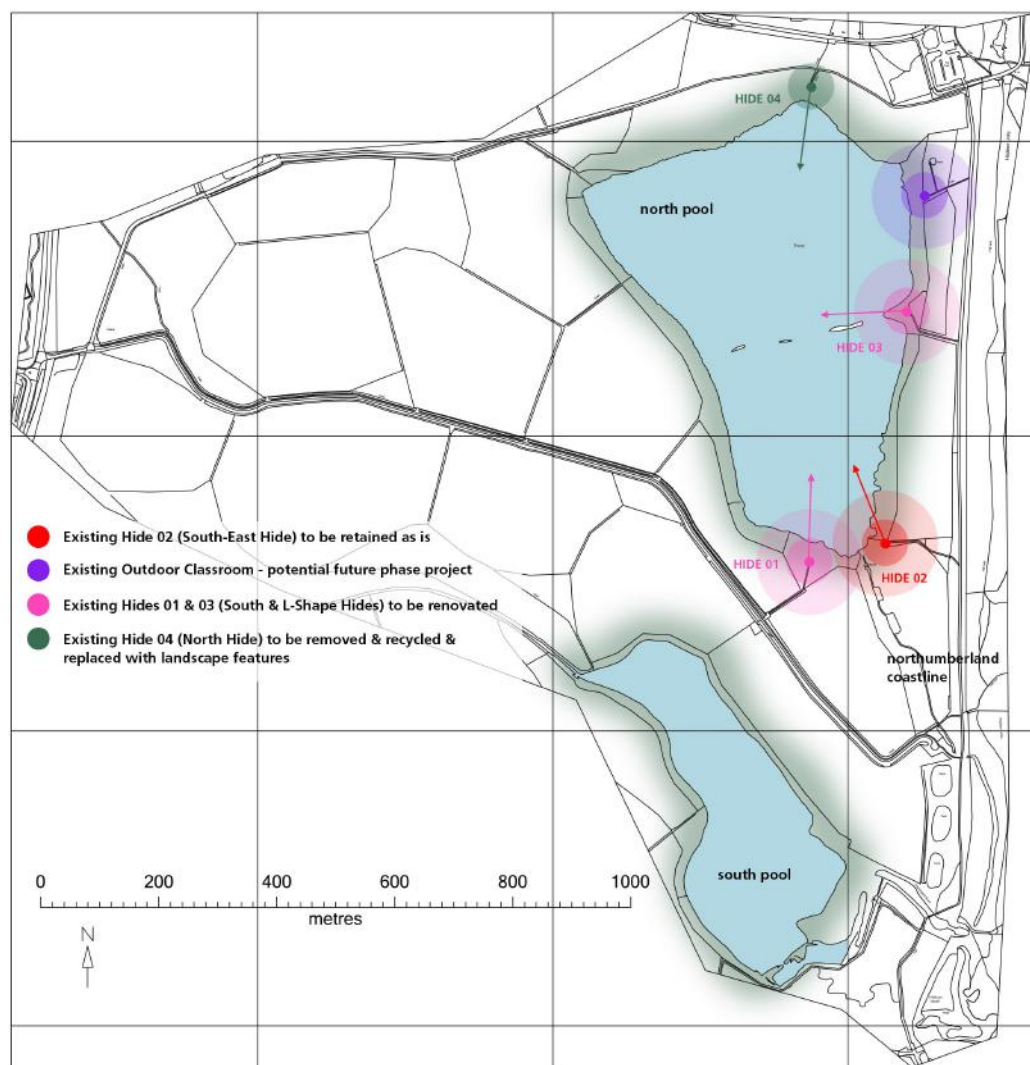 HIDE 04
north pool
HIDE 03
Existing Hide 02 (South-East Hide) to be retained as is
Existing Outdoor Classroom - potential future phase project
HIDE 01
HIDE 02
Existing Hides 01 & 03 (South & L-Shape Hides) to be renovated
Existing Hide 04 (North Hide) to be removed & recycled &
replaced with landscape features
northumberland
coastline
south pool
0 200 400 600 800 1000
metres
N